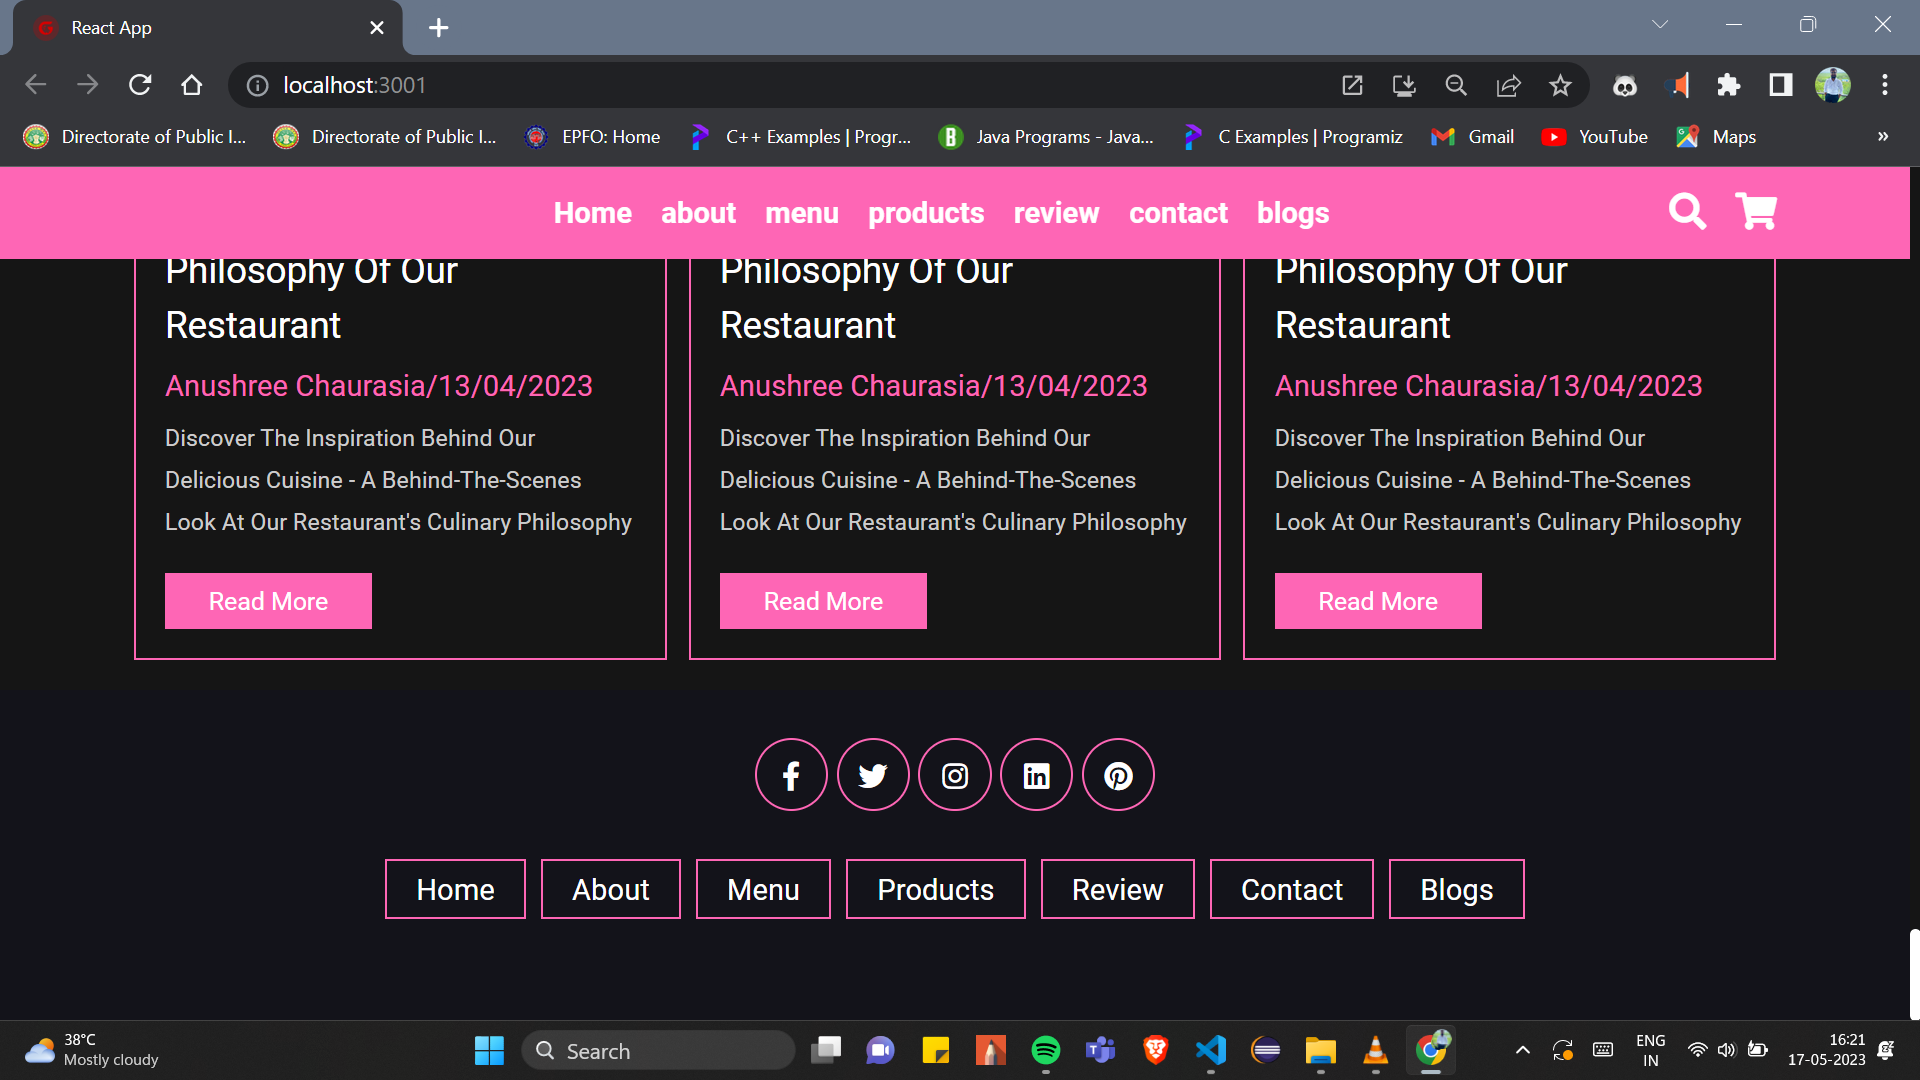 React App
localhost:3001
Directorate of Public I... Directorate of Public I... EPFO: Home C++ Examples | Progr... Java Programs - Java... C Examples | Programiz Gmail YouTube Maps »
Home about menu products review contact blogs
Philosophy Of Our
Restaurant
Anushree Chaurasia/13/04/2023
Discover The Inspiration Behind Our
Delicious Cuisine - A Behind-The-Scenes
Look At Our Restaurant's Culinary Philosophy
Read More
Philosophy Of Our
Restaurant
Anushree Chaurasia/13/04/2023
Discover The Inspiration Behind Our
Delicious Cuisine - A Behind-The-Scenes
Look At Our Restaurant's Culinary Philosophy
Read More
Philosophy Of Our
Restaurant
Anushree Chaurasia/13/04/2023
Discover The Inspiration Behind Our
Delicious Cuisine - A Behind-The-Scenes
Look At Our Restaurant's Culinary Philosophy
Read More
Home About Menu Products Review Contact Blogs
38°C
Mostly cloudy
Search
ENG
IN
16:21
17-05-2023